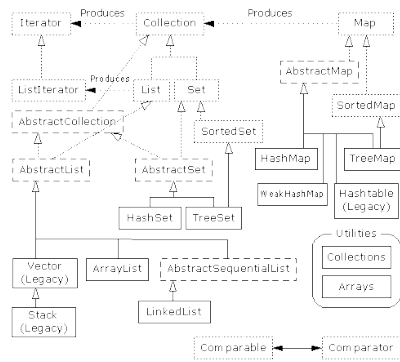 Iterator
Produces
Collection
Produces
Map
ListIterator
Produces
List
Set
AbstractMap
AbstractCollection
SortedSet
SortedMap
AbstractList
AbstractSet
HashMap
TreeMap
HashSet
TreeSet
WeakHashMap
Hashtable
(Legacy)
Utilities
Vector
(Legacy)
ArrayList
AbstractSequentialList
Collections
Arrays
Stack
(Legacy)
LinkedList
Comparable
Comparator